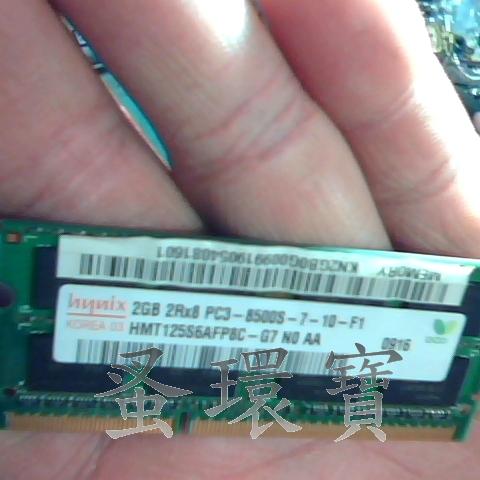 MEMORY
KN2GB0G0099199054081601
hynix
KOREA 03
2GB 2Rx8 PC3-8500S-7-10-F1
HMT125S6AFP8C-G7 N0 AA
0916
蚤環寶